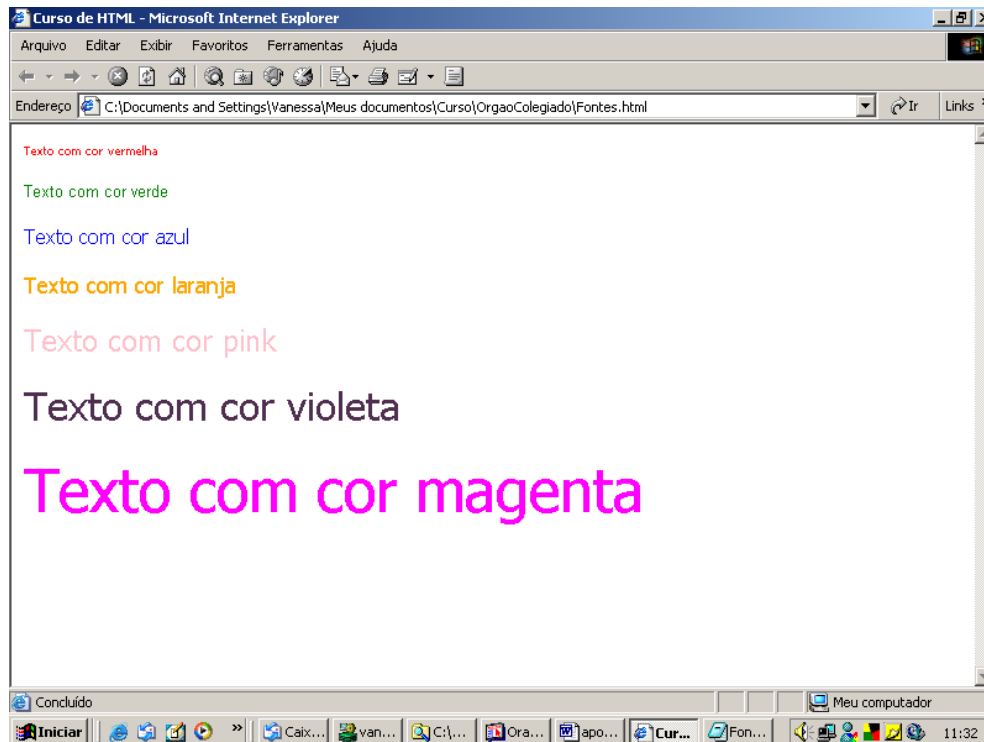 Curso de HTML - Microsoft Internet Explorer
Arquivo Editar Exibir Favoritos Ferramentas Ajuda
Endereço C:\Documents and Settings\Vanessa\Meus documentos\Curso\OrgaoColegiado\Fontes.html Ir Links
Texto com cor vermelha
Texto com cor verde
Texto com cor azul
Texto com cor laranja
Texto com cor pink
Texto com cor violeta
Texto com cor magenta
Concluído Meu computador
Iniciar » Caix... van... C:\... Ora... apo... Cur... Fon... 11:32